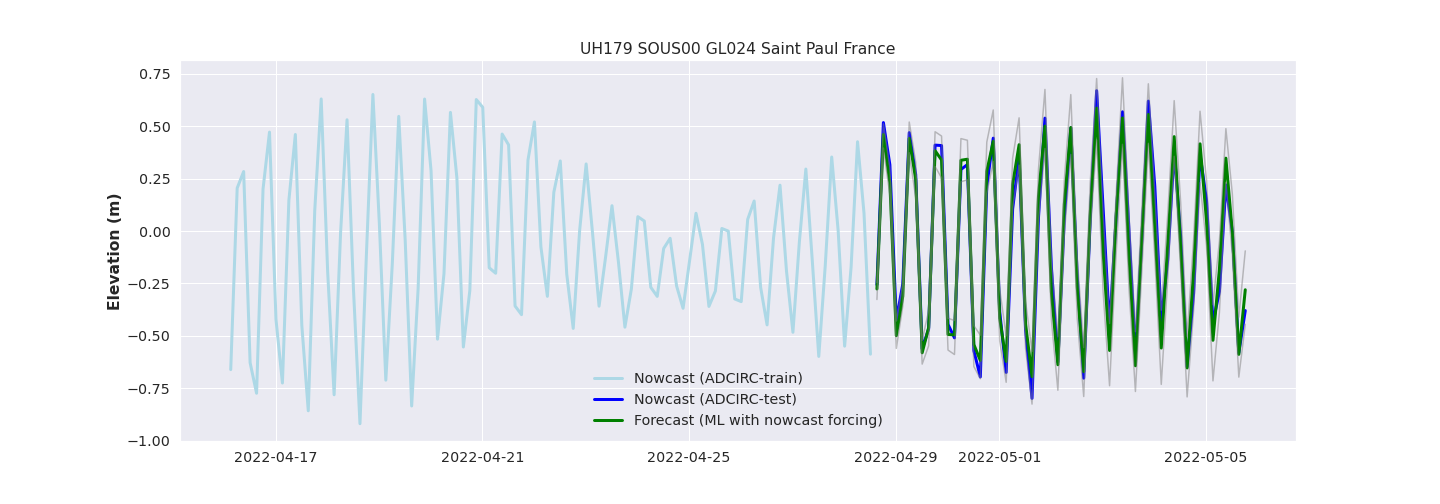 UH179 SOUS00 GL024 Saint Paul France
Elevation (m)
0.75
0.50
0.25
0.00
−0.25
−0.50
−0.75
−1.00
Nowcast (ADCIRC-train)
Nowcast (ADCIRC-test)
Forecast (ML with nowcast forcing)
2022-04-17 2022-04-21 2022-04-25 2022-04-29 2022-05-01 2022-05-05